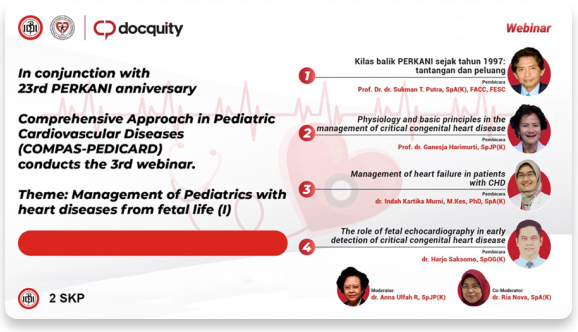 docquity
Webinar
In conjunction with
23rd PERKANI anniversary
Comprehensive Approach in Pediatric
Cardiovascular Diseases
(COMPAS-PEDICARD)
conducts the 3rd webinar.
Theme: Management of Pediatrics with
heart diseases from fetal life (I)
2 SKP
1
Kilas balik PERKANI sejak tahun 1997:
tantangan dan peluang
Pembicara
Prof. Dr. dr. Sukman T. Putra, SpA(K), FACC, FESC
2
Physiology and basic principles in the
management of critical congenital heart disease
Pembicara
Prof. dr. Ganesja Harimurti, SpJP(K)
3
Management of heart failure in patients
with CHD
Pembicara
dr. Indah Kartika Murni, M.Kes, PhD, SpA(K)
4
The role of fetal echocardiography in early
detection of critical congenital heart disease
Pembicara
dr. Harjo Saksomo, SpOG(K)
Moderator:
dr. Anna Ulfah R, SpJP(K)
Co-Moderator:
dr. Ria Nova, SpA(K)